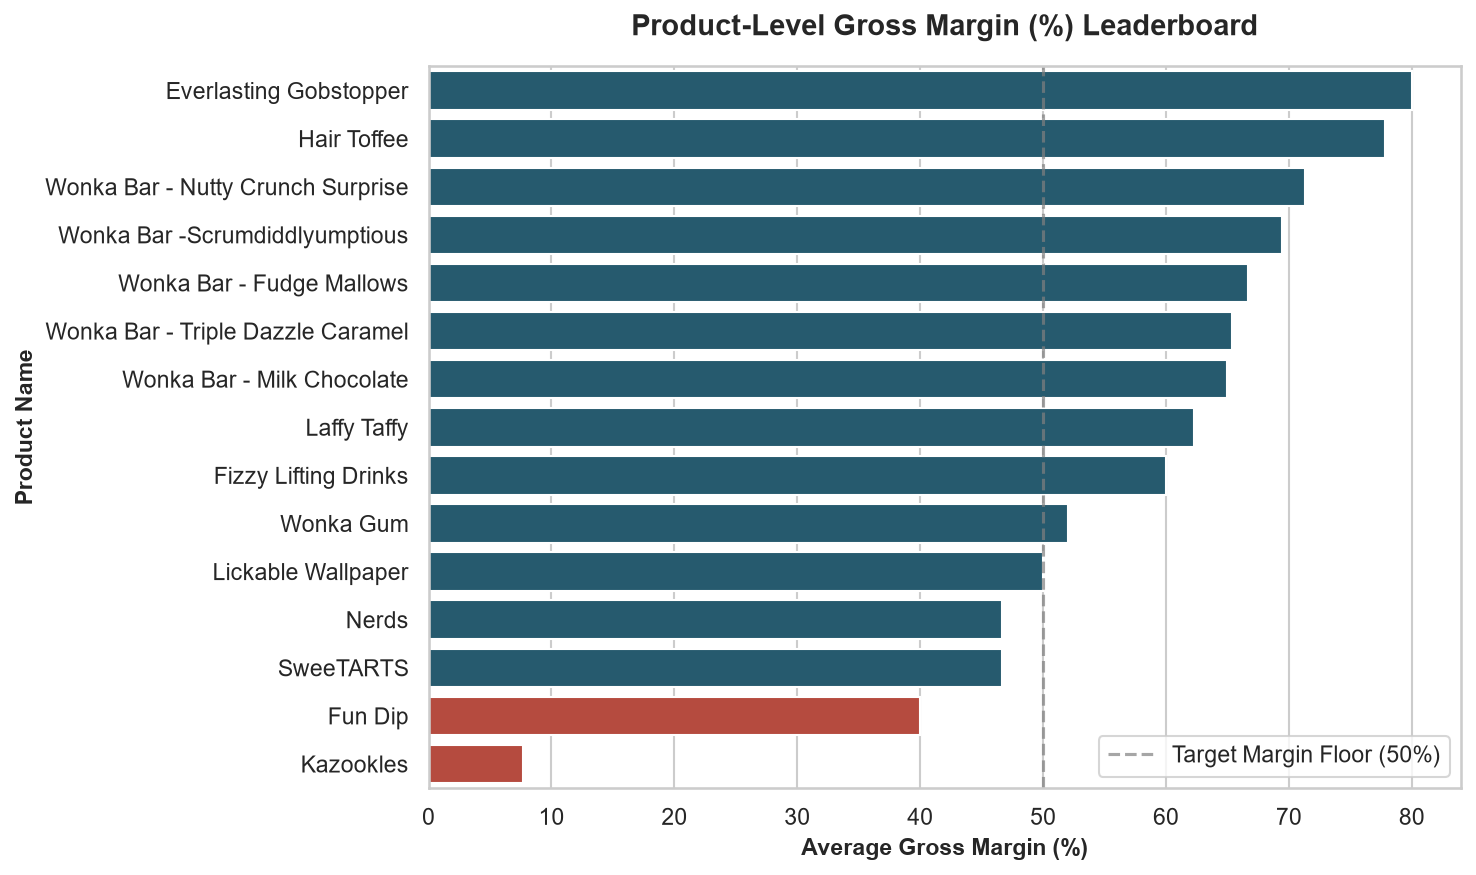 Product-Level Gross Margin (%) Leaderboard
Product Name
Everlasting Gobstopper
Hair Toffee
Wonka Bar - Nutty Crunch Surprise
Wonka Bar -Scrumdiddlyumptious
Wonka Bar - Fudge Mallows
Wonka Bar - Triple Dazzle Caramel
Wonka Bar - Milk Chocolate
Laffy Taffy
Fizzy Lifting Drinks
Wonka Gum
Lickable Wallpaper
Nerds
SweeTARTS
Fun Dip
Kazookles
Target Margin Floor (50%)
0 10 20 30 40 50 60 70 80
Average Gross Margin (%)